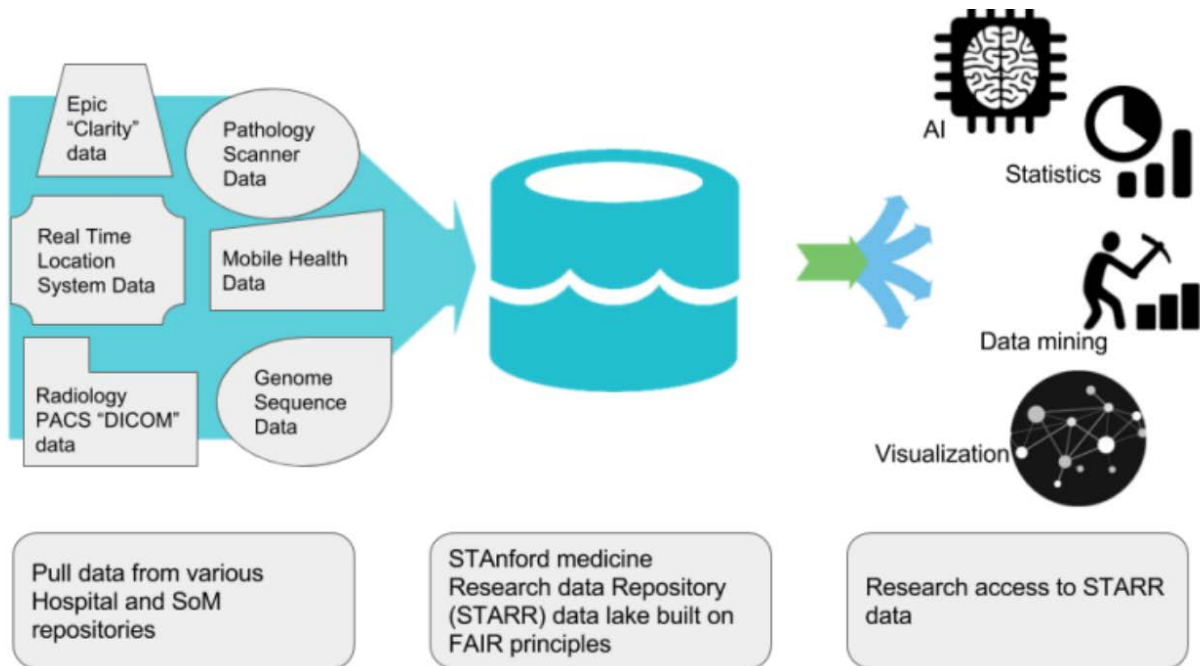 Epic
“Clarity”
data
Pathology
Scanner
Data
Real Time
Location
System Data
Mobile Health
Data
Radiology
PACS “DICOM”
data
Genome
Sequence
Data
AI
Statistics
Data mining
Visualization
Pull data from various
Hospital and SoM
repositories
STAnford medicine
Research data Repository
(STARR) data lake built on
FAIR principles
Research access to STARR
data